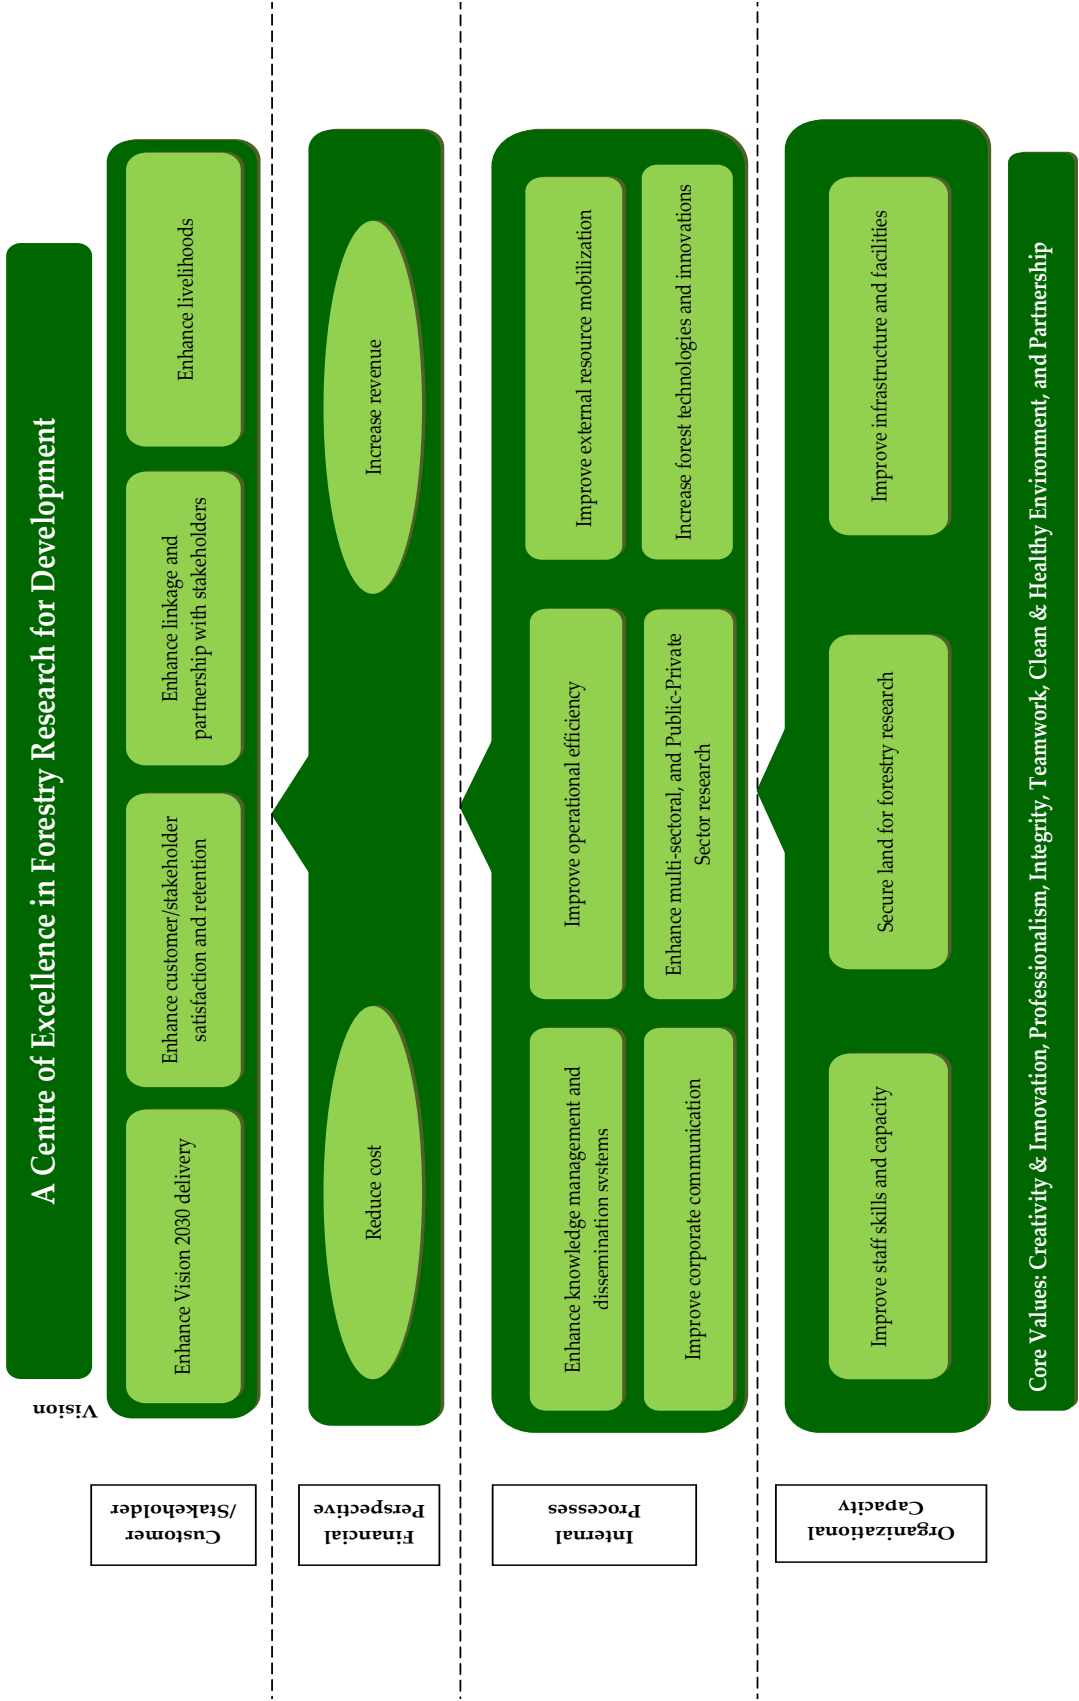 Vision
A Centre of Excellence in Forestry Research for Development
Customer
/Stakeholder
Enhance Vision 2030 delivery
Enhance customer/stakeholder
satisfaction and retention
Enhance linkage and
partnership with stakeholders
Enhance livelihoods
Financial
Perspective
Reduce cost
Increase revenue
Internal
Processes
Enhance knowledge management and
dissemination systems
Improve operational efficiency
Improve external resource mobilization
Improve corporate communication
Enhance multi-sectoral, and Public-Private
Sector research
Increase forest technologies and innovations
Organizational
Capacity
Improve staff skills and capacity
Secure land for forestry research
Improve infrastructure and facilities
Core Values: Creativity & Innovation, Professionalism, Integrity, Teamwork, Clean & Healthy Environment, and Partnership